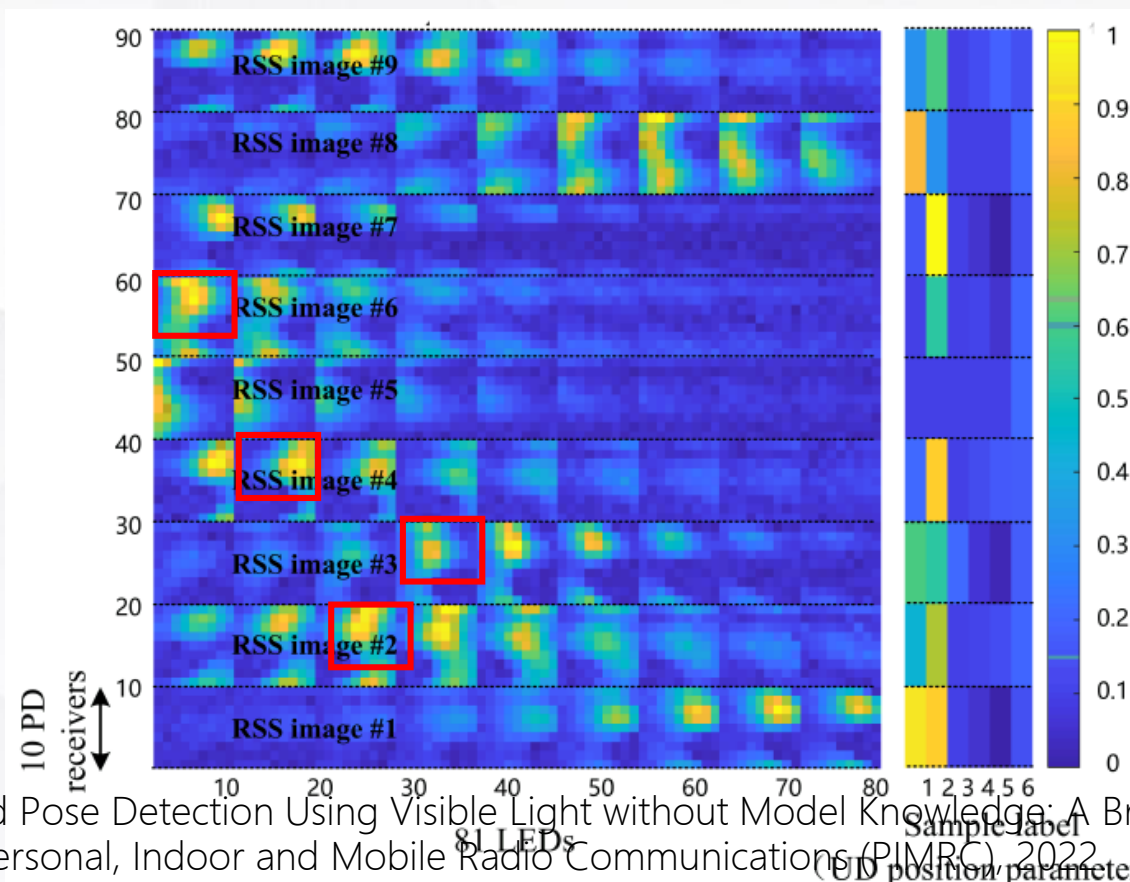 90
RSS image #9
80
RSS image #8
70
RSS image #7
60
RSS image #6
50
RSS image #5
40
RSS image #4
30
RSS image #3
20
RSS image #2
10
RSS image #1
10 PD
receivers
10 20 30 40 50 60 70 80
81 LEDs
1 2 3 4 5 6
Sample label
(UD position paramete
1
0.9
0.8
0.7
0.6
0.5
0.4
0.3
0.2
0.1
0
d Pose Detection Using Visible Light without Model Knowledge: A Br
ersonal, Indoor and Mobile Radio Communications (PIMRC), 2022